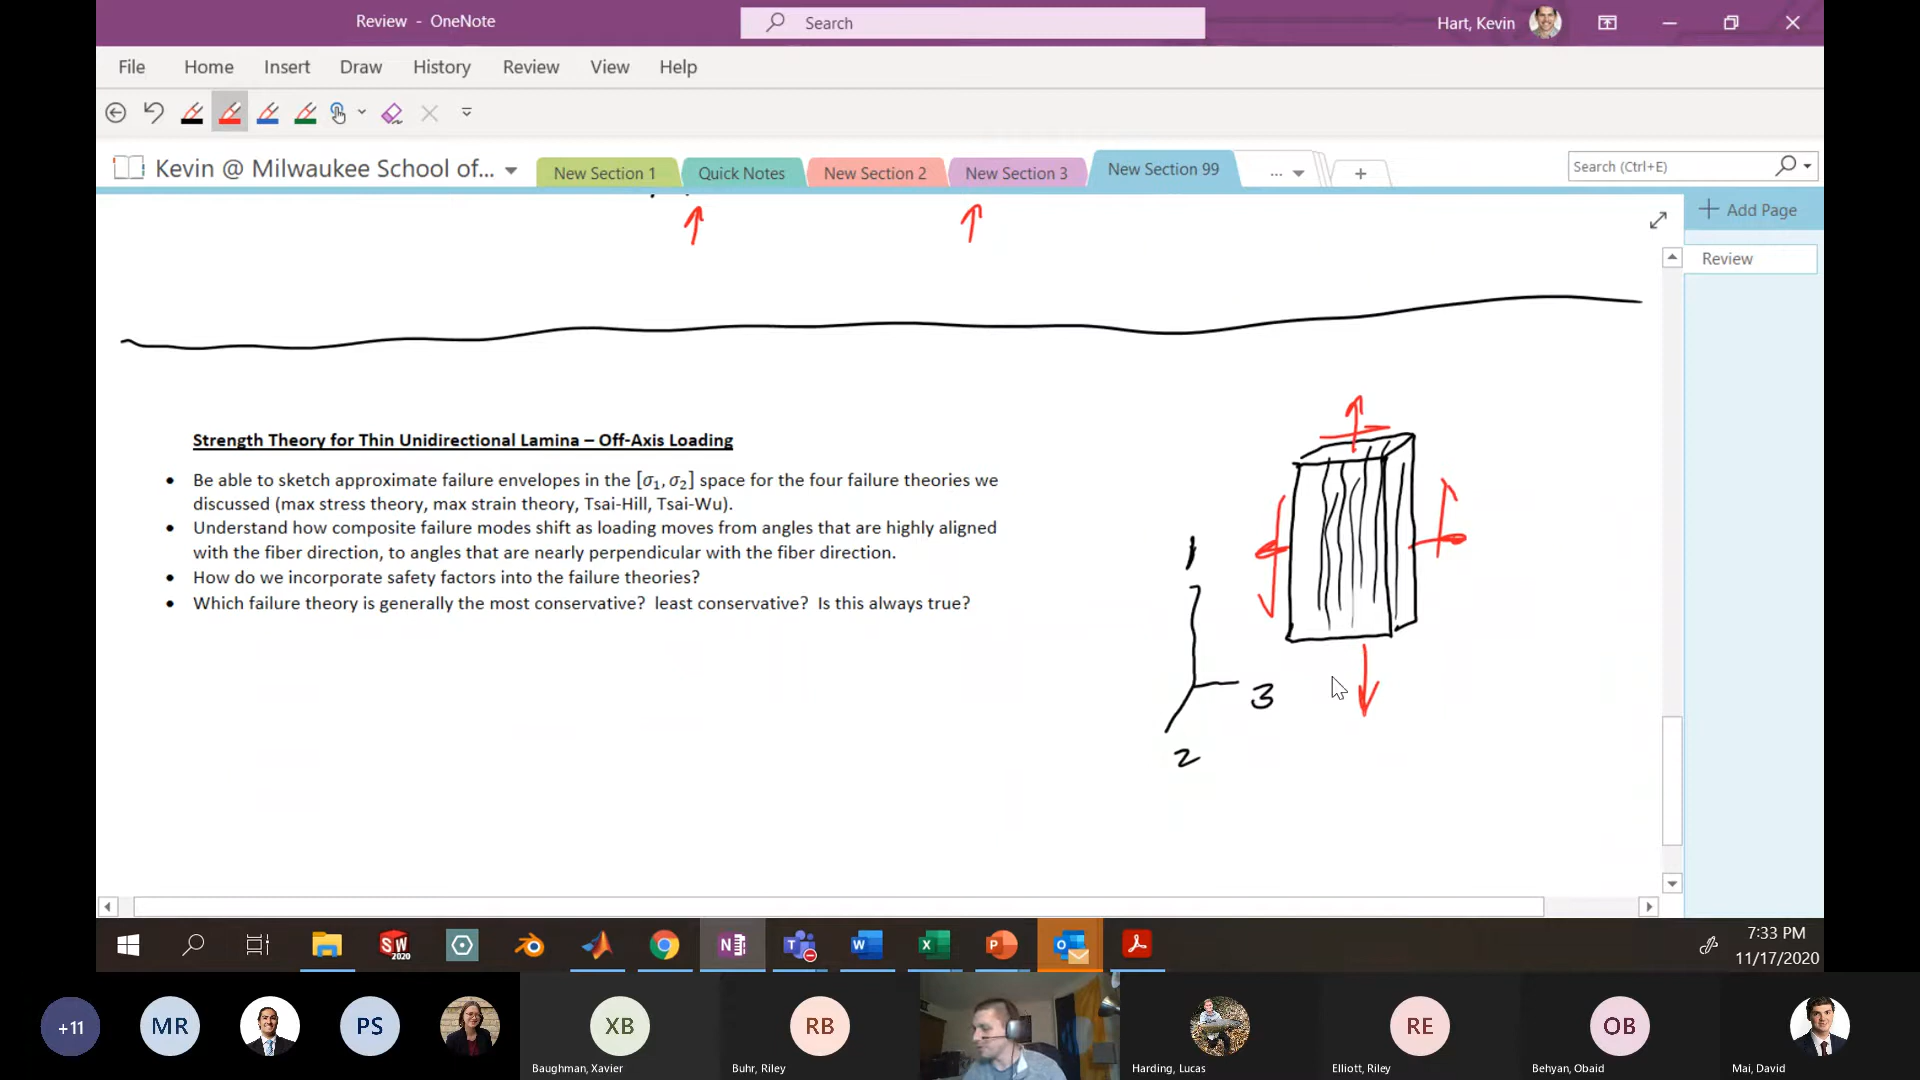 Review - OneNote
Search
Hart, Kevin
File Home Insert Draw History Review View Help
Kevin @ Milwaukee School of...
New Section 1
Quick Notes
New Section 2
New Section 3
New Section 99
...
Search (Ctrl+E)
Add Page
Review
Strength Theory for Thin Unidirectional Lamina – Off-Axis Loading
• Be able to sketch approximate failure envelopes in the [σ₁, σ₂] space for the four failure theories we
discussed (max stress theory, max strain theory, Tsai-Hill, Tsai-Wu).
• Understand how composite failure modes shift as loading moves from angles that are highly aligned
with the fiber direction, to angles that are nearly perpendicular with the fiber direction.
• How do we incorporate safety factors into the failure theories?
• Which failure theory is generally the most conservative? least conservative? Is this always true?
1
3
2
SW
2020
N
T
W
X
P
O
7:33 PM
11/17/2020
+11
MR
PS
XB
RB
RE
OB
Baughman, Xavier
Buhr, Riley
Harding, Lucas
Elliott, Riley
Behyan, Obaid
Mai, David